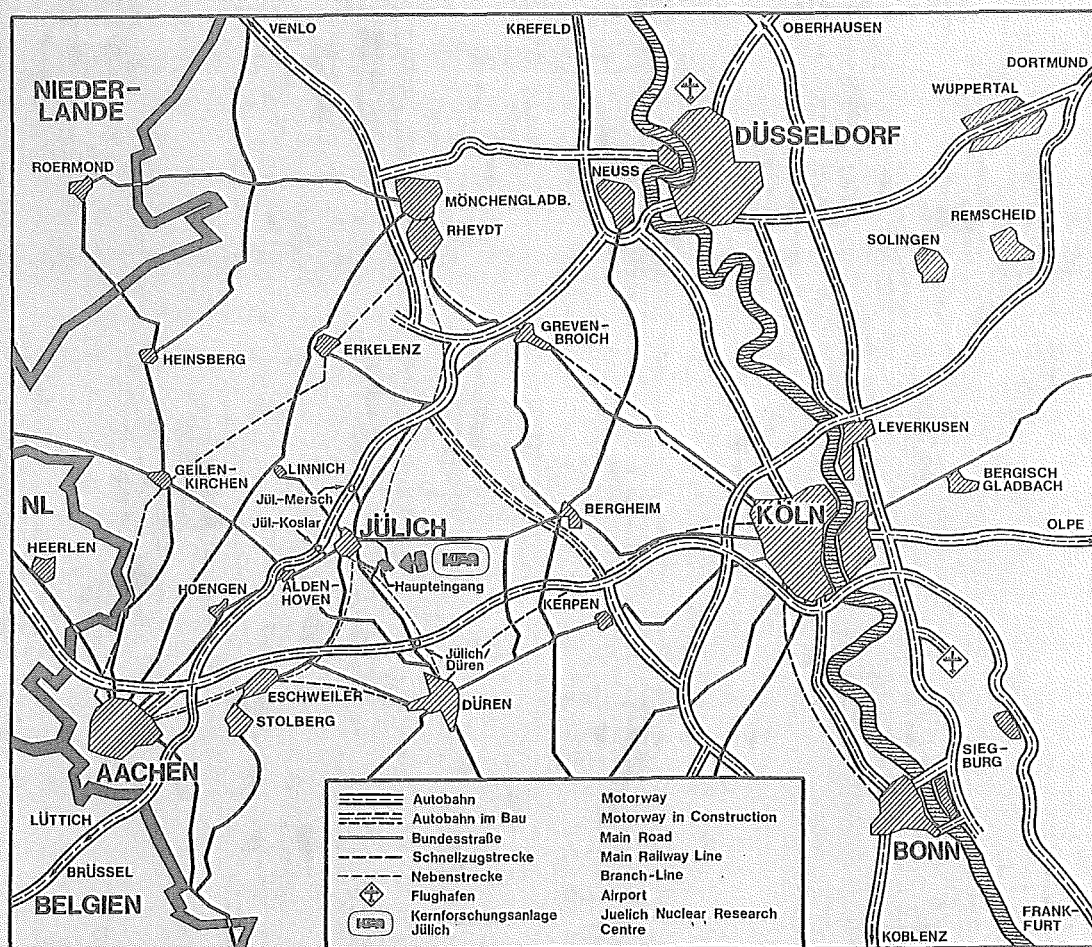 VENLO
KREFELD
OBERHAUSEN
DORTMUND
WUPPERTAL
NIEDER-
LANDE
DÜSSELDORF
ROERMOND
NEUSS
MÖNCHENGLADB.
RHEYDT
REMSCHEID
SOLINGEN
GREVEN-
BROICH
HEINSBERG
ERKELENZ
LEVERKUSEN
GEILEN-
KIRCHEN
LINNICH
BERGISCH
GLADBACH
Jül.-Mersch
NL
BERGHEIM
KÖLN
Jül.-Koslar
JÜLICH
OLPE
HEERLEN
KFA
HOENGEN
ALDEN-
HOVEN
Haupteingang
KERPEN
Jülich
Düren
ESCHWEILER
DÜREN
STOLBERG
SIEG-
BURG
AACHEN
LÜTTICH
BONN
BRÜSSEL
BELGIEN
FRANK-
FURT
KOBLENZ
Autobahn Motorway
Autobahn im Bau Motorway in Construction
Bundesstraße Main Road
Schnellzugstrecke Main Railway Line
Nebenstrecke Branch-Line
Flughafen Airport
KFA Kernforschungsanlage Juelich Nuclear Research
Jülich Centre